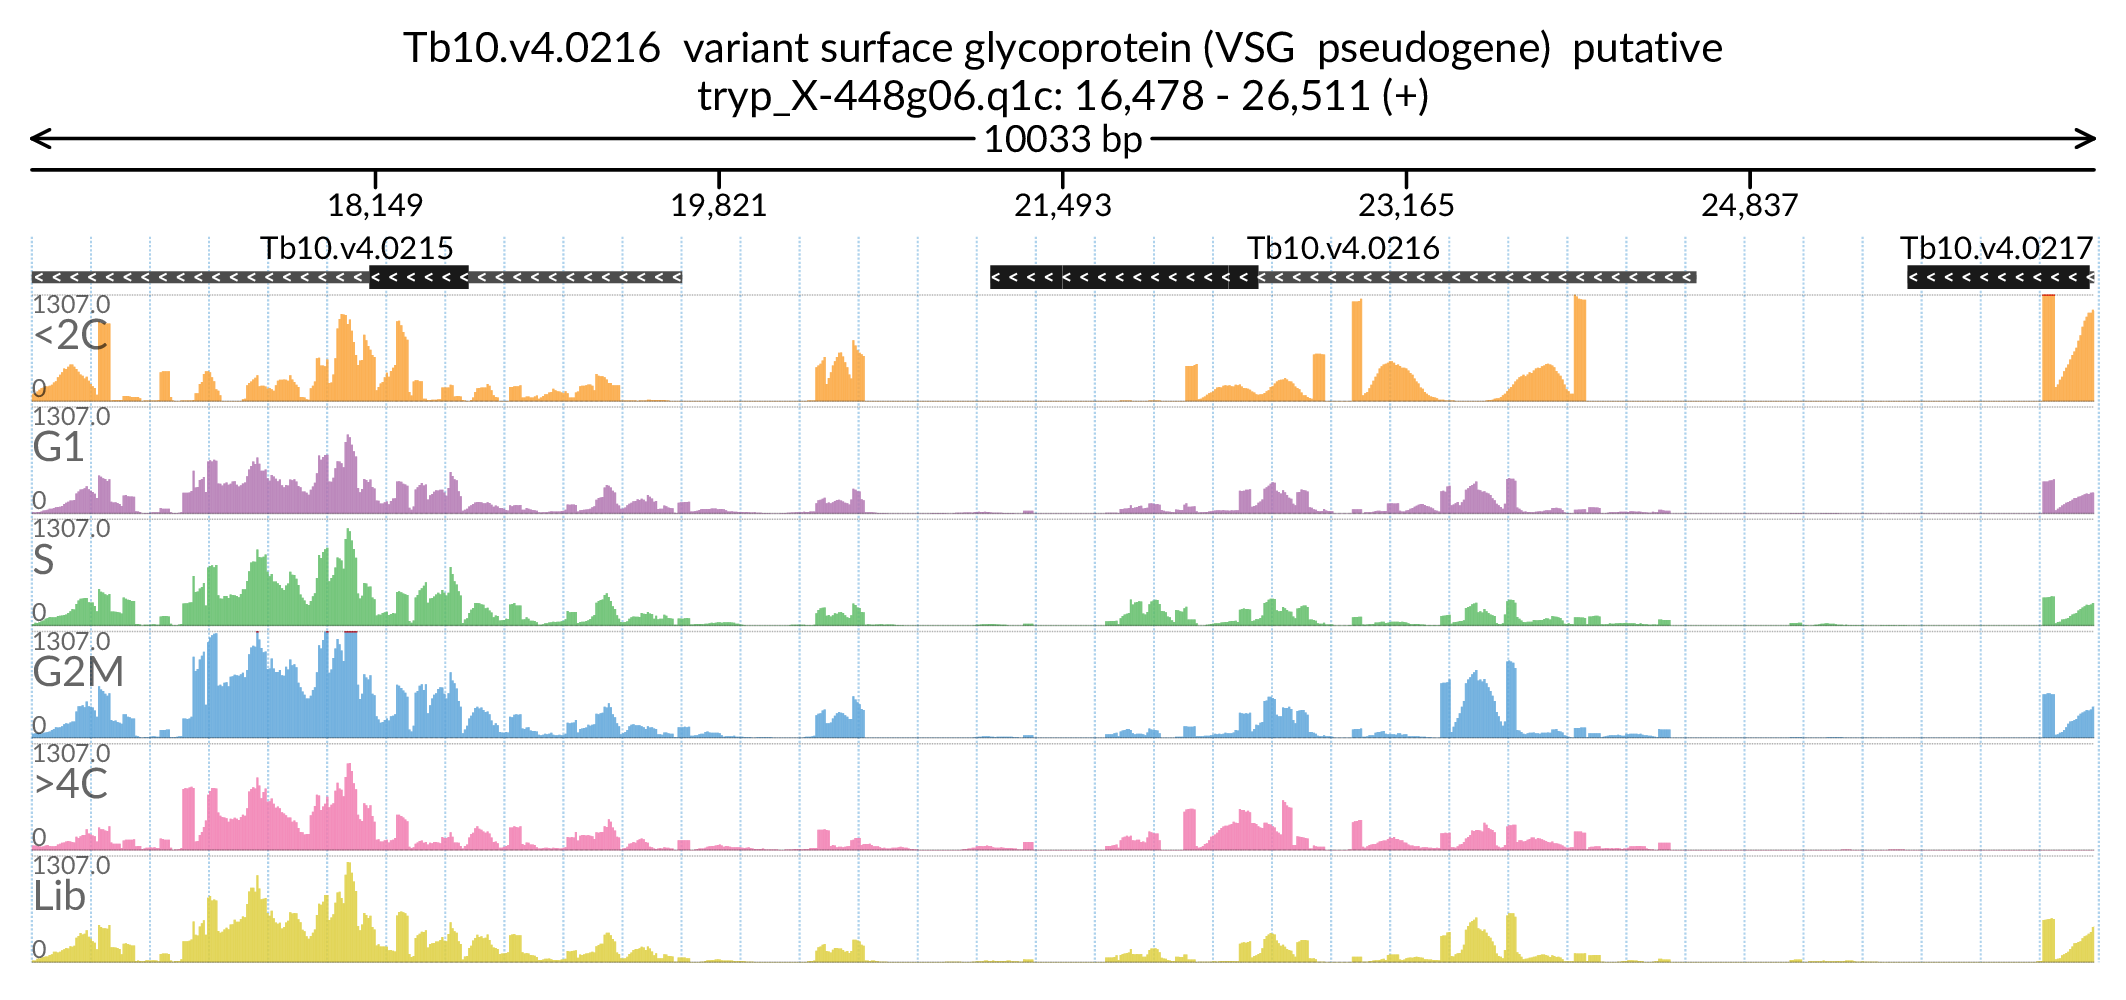 Tb10.v4.0216 variant surface glycoprotein (VSG pseudogene) putative
tryp_X-448g06.q1c: 16,478 - 26,511 (+)
10033 bp
18,149 19,821 21,493 23,165 24,837
Tb10.v4.0215 Tb10.v4.0216 Tb10.v4.0217
1307.0
<2C
0
1307.0
G1
0
1307.0
S
0
1307.0
G2M
0
1307.0
>4C
0
1307.0
Lib
0